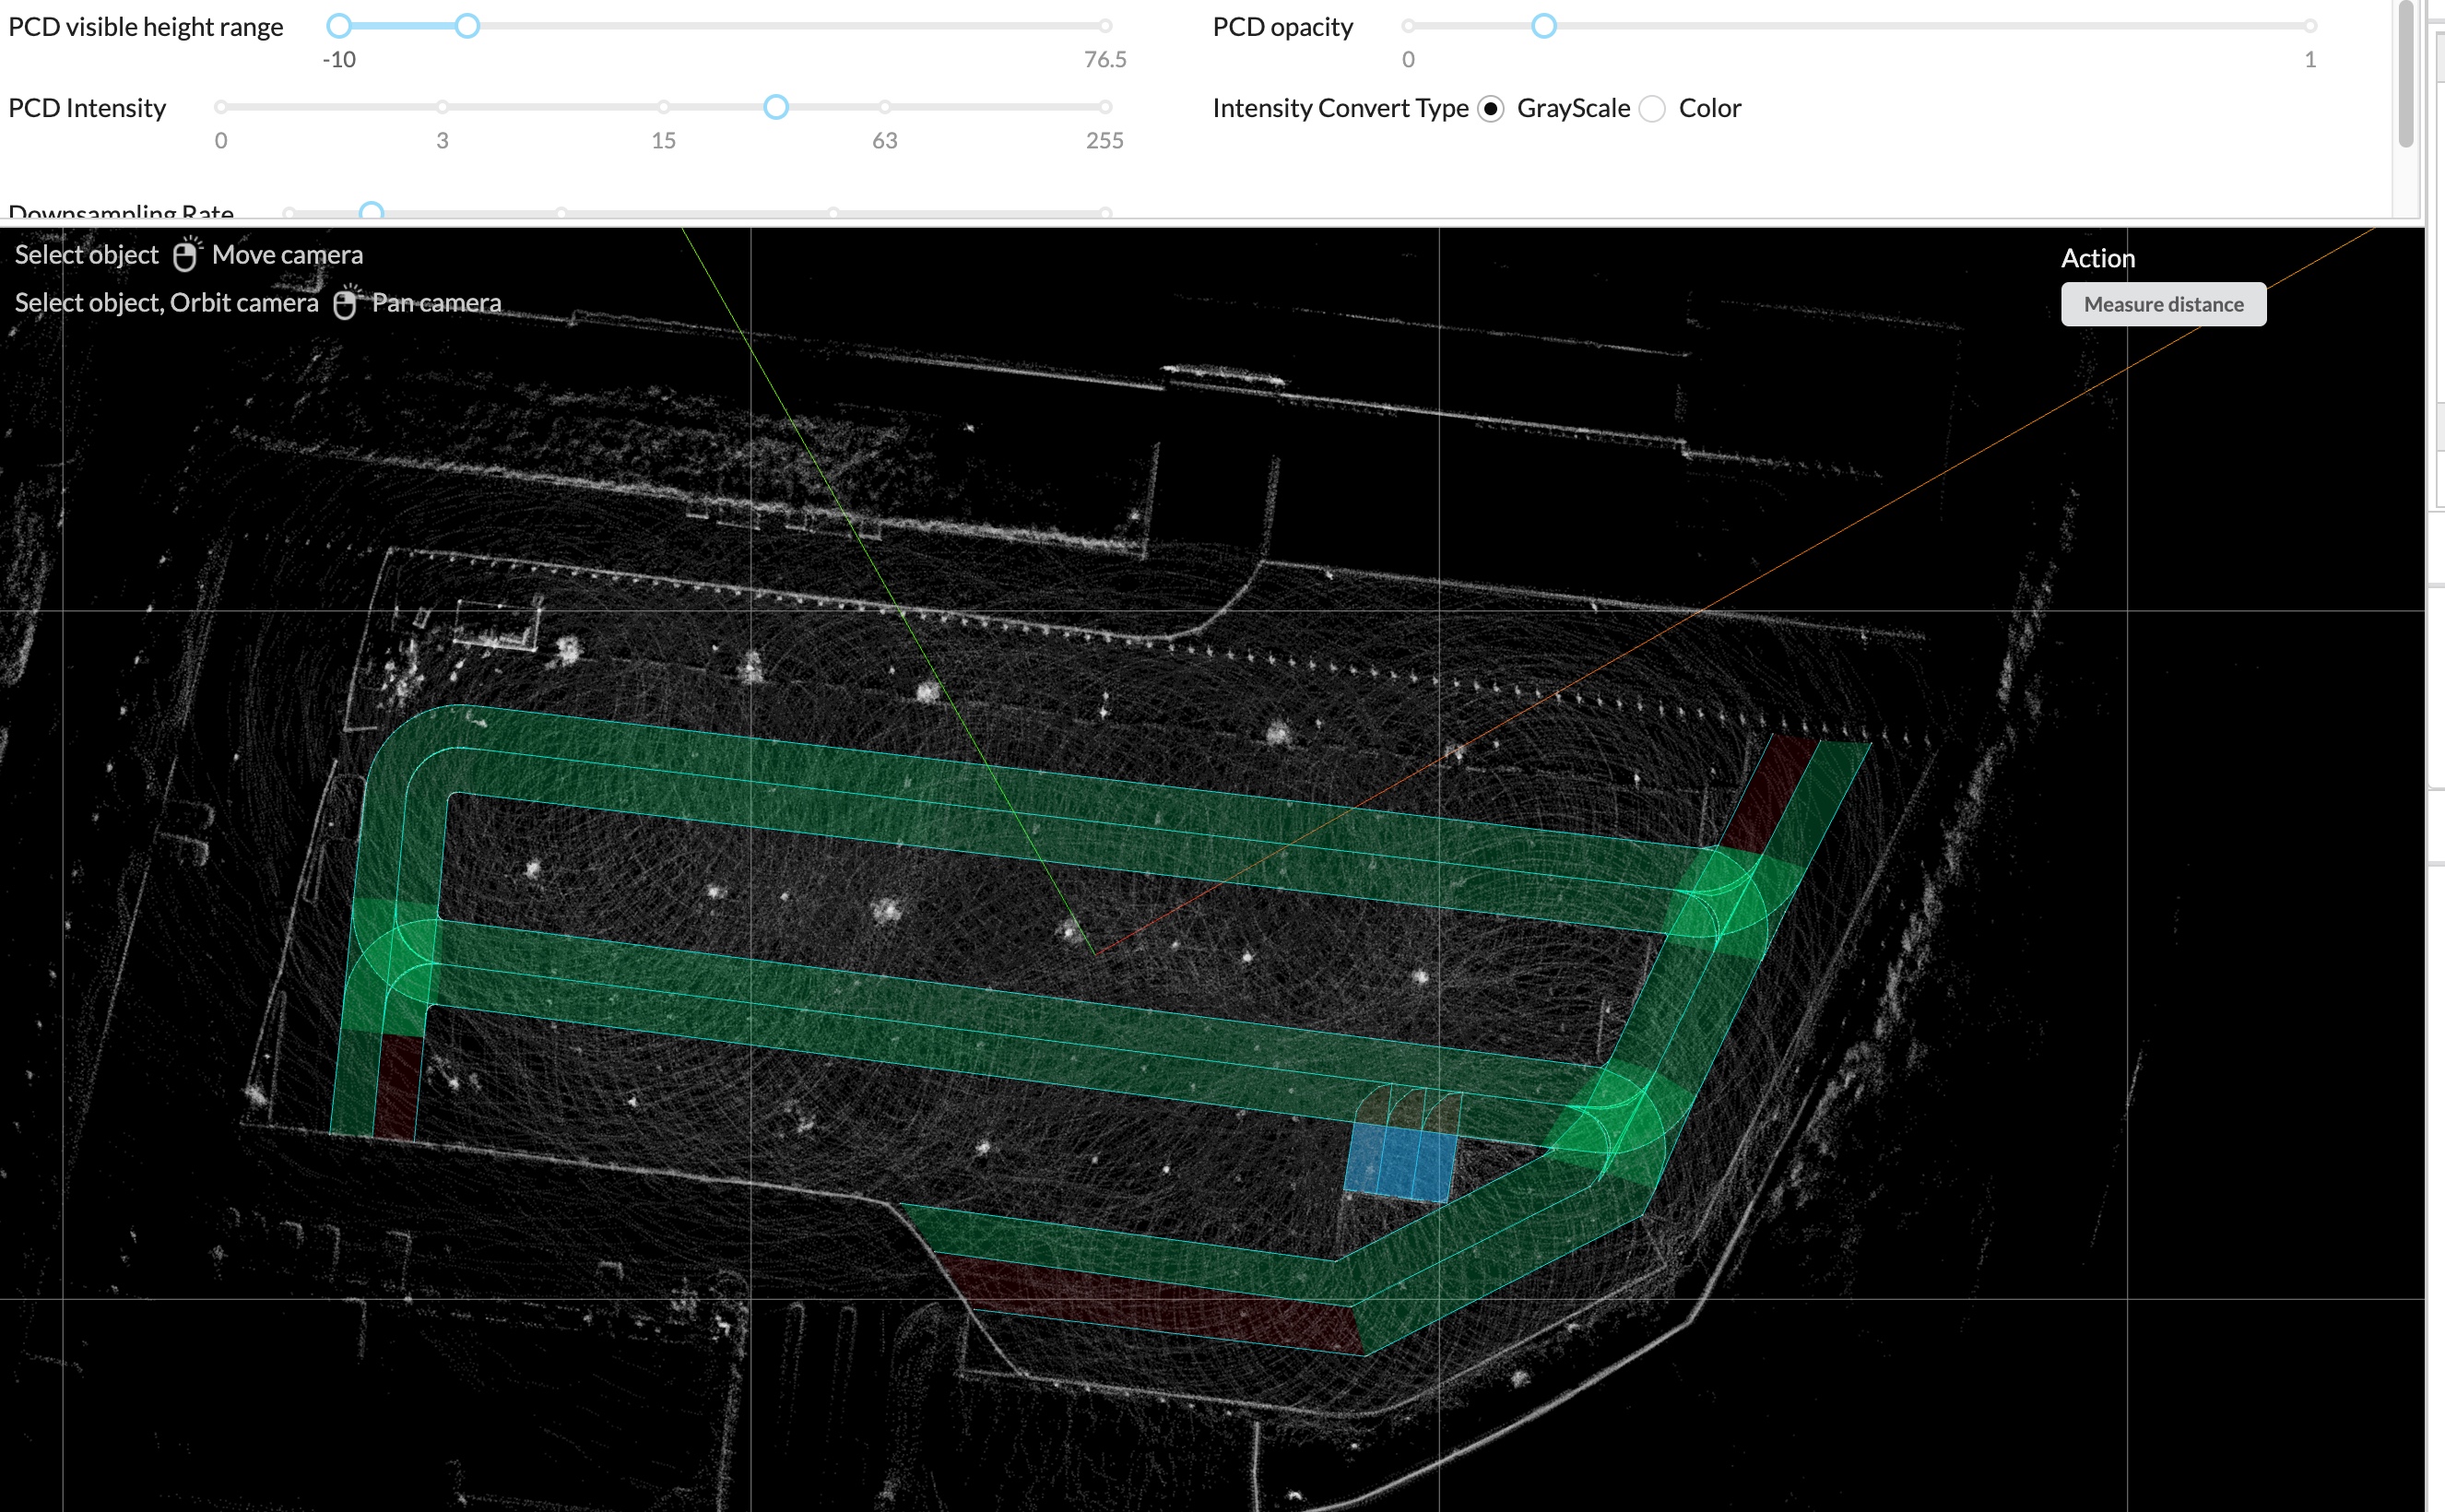 PCD visible height range
-10
76.5
PCD opacity
0
1
PCD Intensity
0
3
15
63
255
Intensity Convert Type GrayScale Color
Downsampling Rate
Select object Move camera
Select object, Orbit camera Pan camera
Action
Measure distance